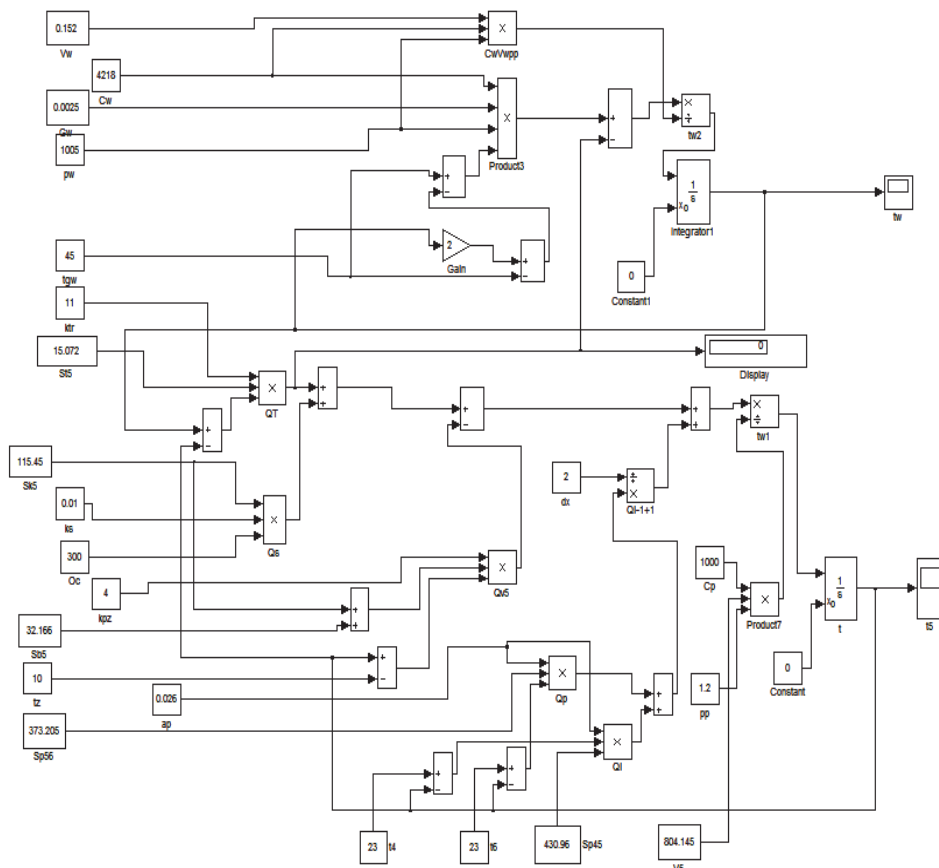 0.152
Vw
4218
Cw
0.0025
Gw
1005
pw
×
CwVwpp
×
Product3
+
−
×
÷
tw2
+
−
1
s
x0
Integrator1
tw
45
tgw
2
Gain
+
−
0
Constant1
11
ktr
15.072
St5
×
QT
+
+
0
Display
+
−
+
−
+
+
×
÷
tw1
115.45
Sk5
0.01
ks
300
Oc
×
Qs
2
dx
÷
×
Ql-1+1
4
kpz
×
Qv5
+
+
32.166
Sb5
10
tz
+
−
1000
Cp
×
Product7
1
s
x0
t
t5
0
Constant
1.2
pp
0.026
ap
×
Qp
+
+
373.205
Sp56
×
Ql
+
−
+
−
23
t4
23
t6
430.96
Sp45
804.145